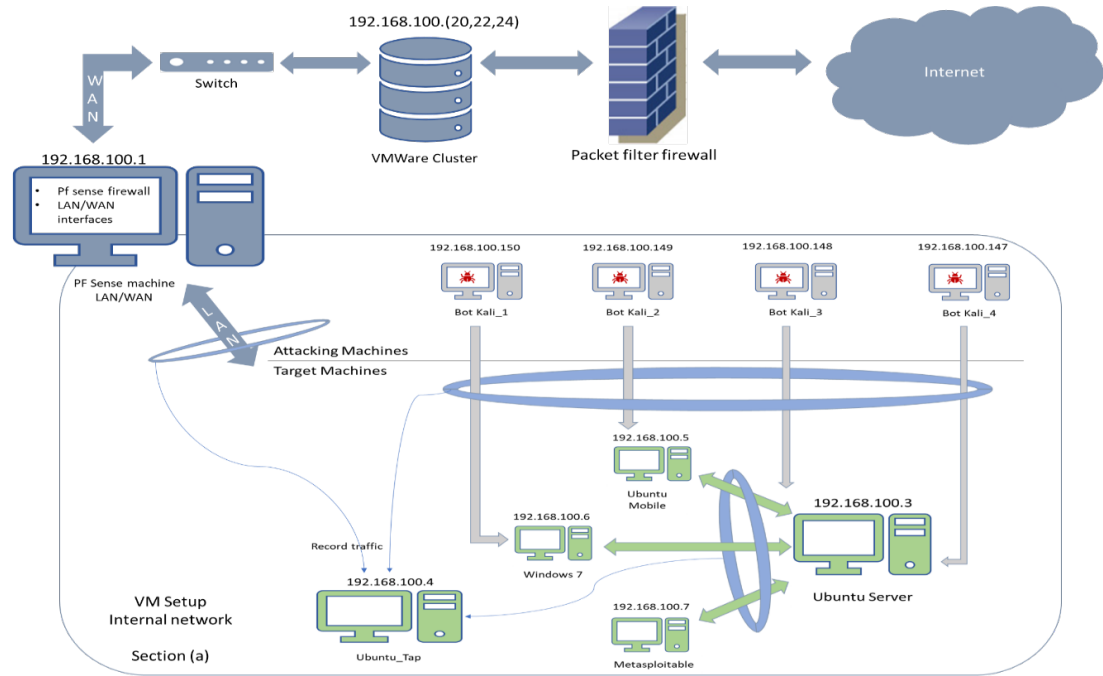 192.168.100.(20,22,24)
WAN
Switch
VMWare Cluster
Packet filter firewall
Internet
192.168.100.1
• Pf sense firewall
• LAN/WAN
interfaces
PF Sense machine
LAN/WAN
LAN
192.168.100.150
192.168.100.149
192.168.100.148
192.168.100.147
Bot Kali_1
Bot Kali_2
Bot Kali_3
Bot Kali_4
Attacking Machines
Target Machines
192.168.100.5
Ubuntu
Mobile
192.168.100.6
Windows 7
192.168.100.3
Ubuntu Server
Record traffic
192.168.100.4
Ubuntu_Tap
192.168.100.7
Metasploitable
VM Setup
Internal network
Section (a)